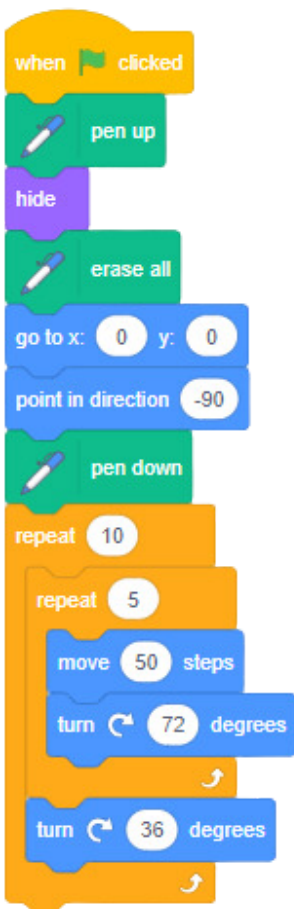 when clicked
pen up
hide
erase all
go to x: 0 y: 0
point in direction -90
pen down
repeat 10
repeat 5
move 50 steps
turn 72 degrees
turn 36 degrees